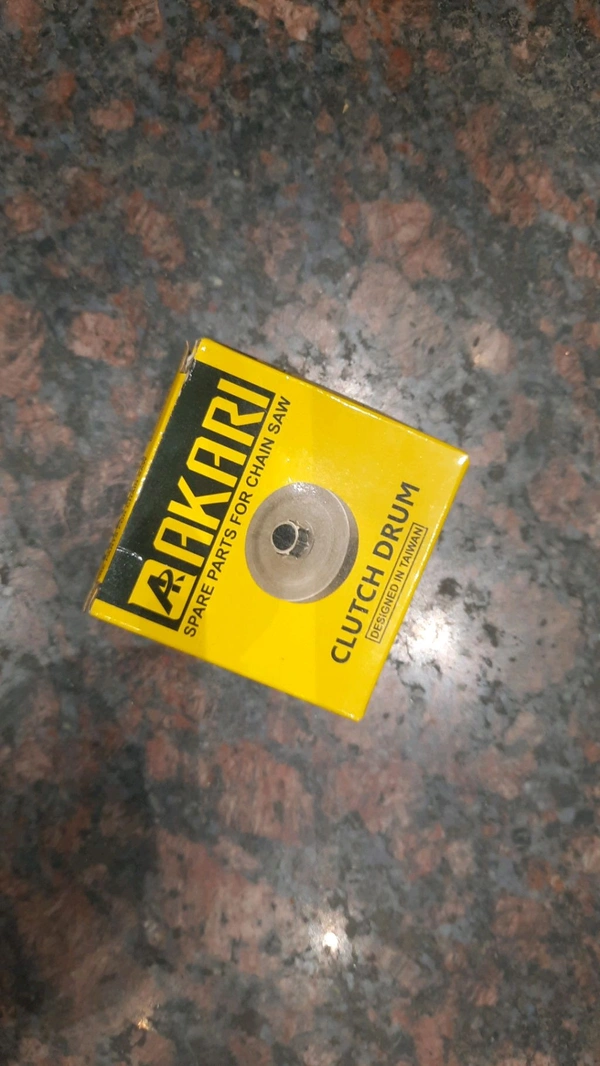 AKARI
SPARE PARTS FOR CHAIN SAW
CLUTCH DRUM
DESIGNED IN TAIWAN